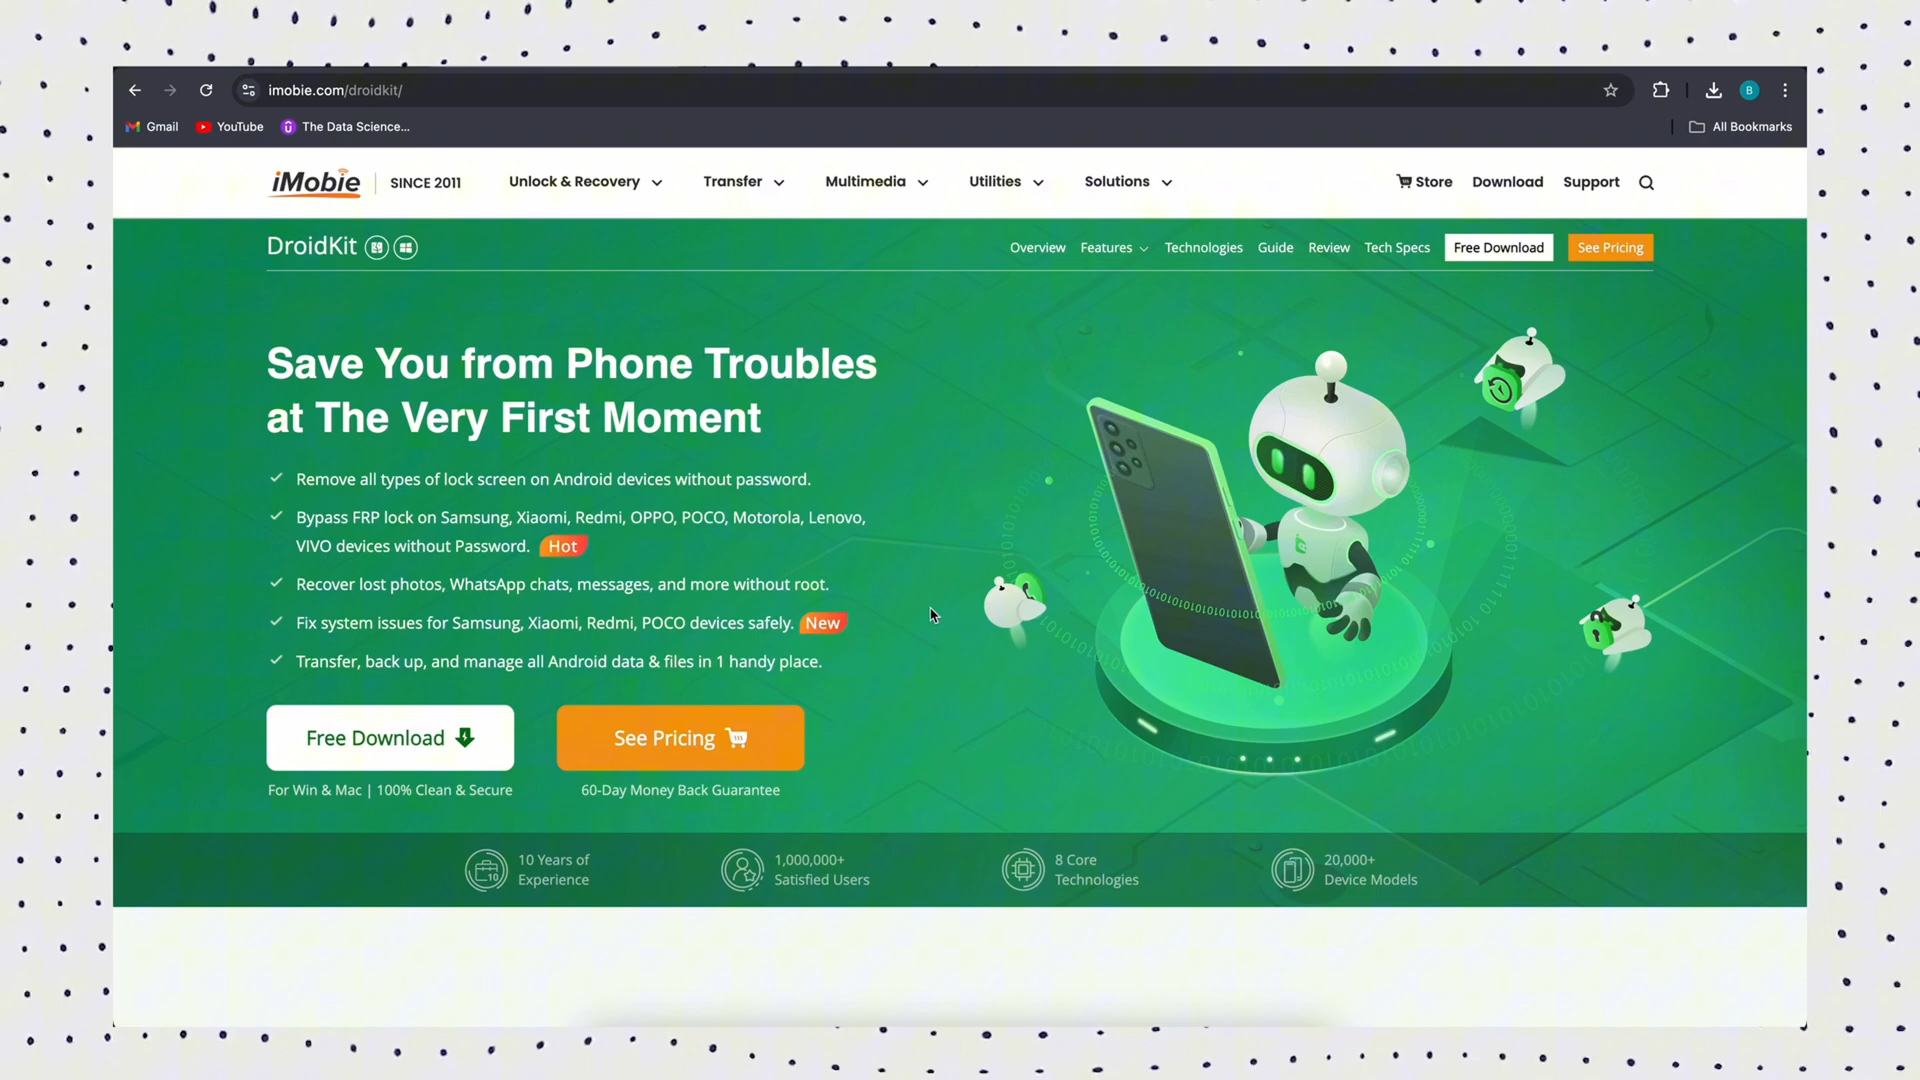 imobie.com/droidkit/
B
Gmail
YouTube
The Data Science...
All Bookmarks
iMobie
SINCE 2011
Unlock & Recovery
Transfer
Multimedia
Utilities
Solutions
Store
Download
Support
DroidKit
Overview
Features
Technologies
Guide
Review
Tech Specs
Free Download
See Pricing
Save You from Phone Troubles
at The Very First Moment
Remove all types of lock screen on Android devices without password.
Bypass FRP lock on Samsung, Xiaomi, Redmi, OPPO, POCO, Motorola, Lenovo,
VIVO devices without Password. Hot
Recover lost photos, WhatsApp chats, messages, and more without root.
Fix system issues for Samsung, Xiaomi, Redmi, POCO devices safely. New
Transfer, back up, and manage all Android data & files in 1 handy place.
Free Download
See Pricing
For Win & Mac | 100% Clean & Secure
60-Day Money Back Guarantee
10 Years of
Experience
1,000,000+
Satisfied Users
8 Core
Technologies
20,000+
Device Models